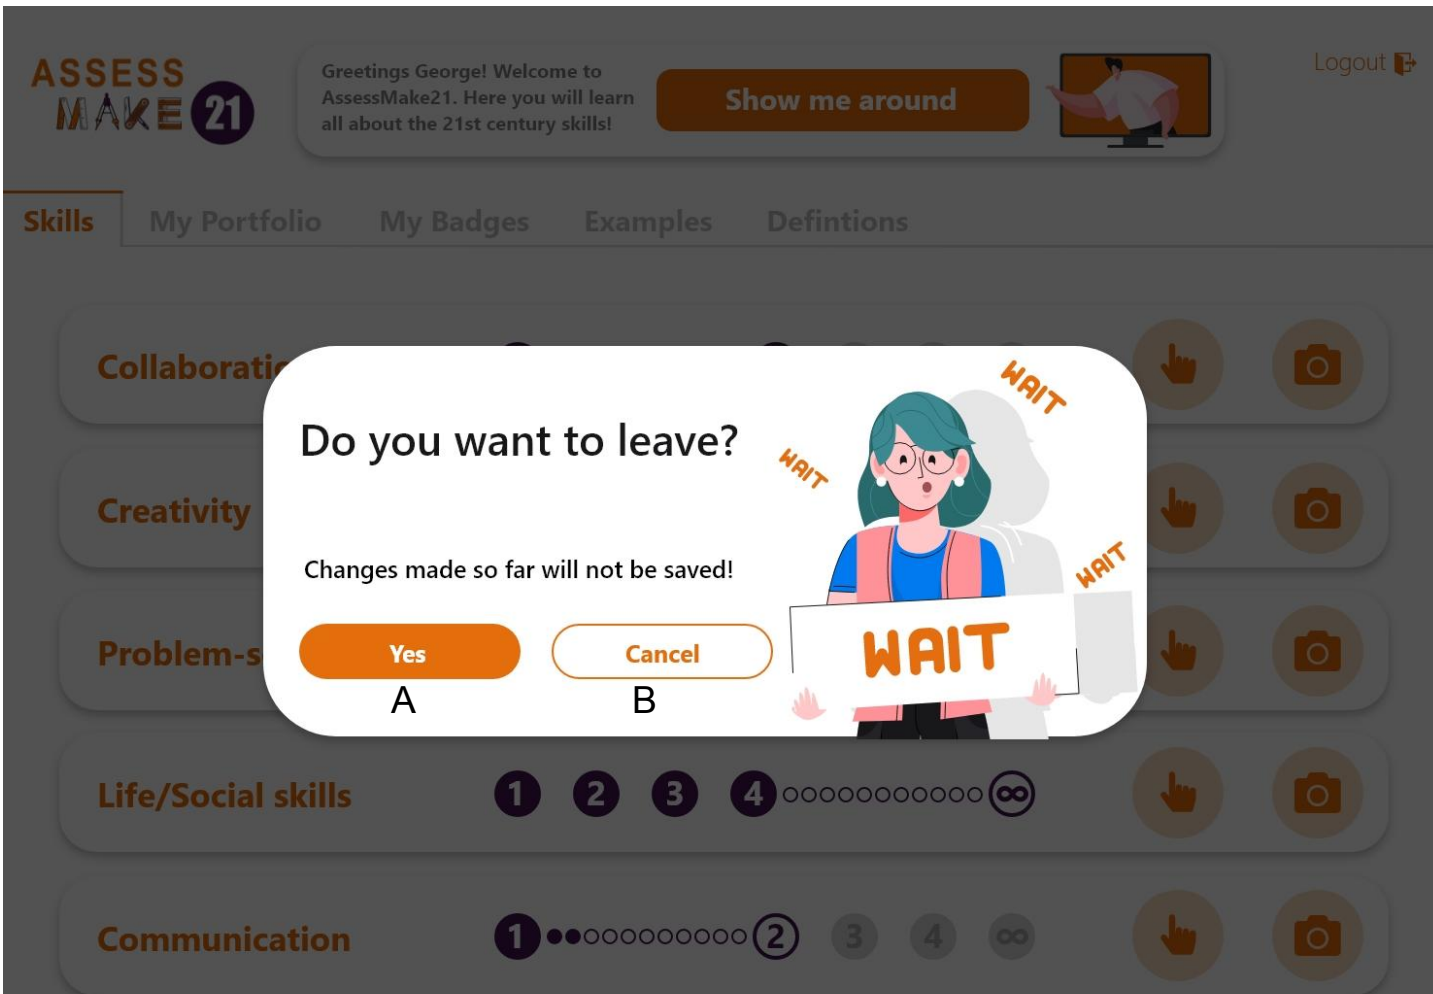 ASSESS
MAKE 21
Greetings George! Welcome to
AssessMake21. Here you will learn
all about the 21st century skills!
Show me around
Logout
Skills My Portfolio My Badges Examples Defintions
Collaboratio
Creativity
Problem-s
Do you want to leave?
Changes made so far will not be saved!
Yes Cancel
A B
WAIT
WAIT
WAIT
WAIT
Life/Social skills 1 2 3 4 ∞
Communication 1 2 3 4 ∞